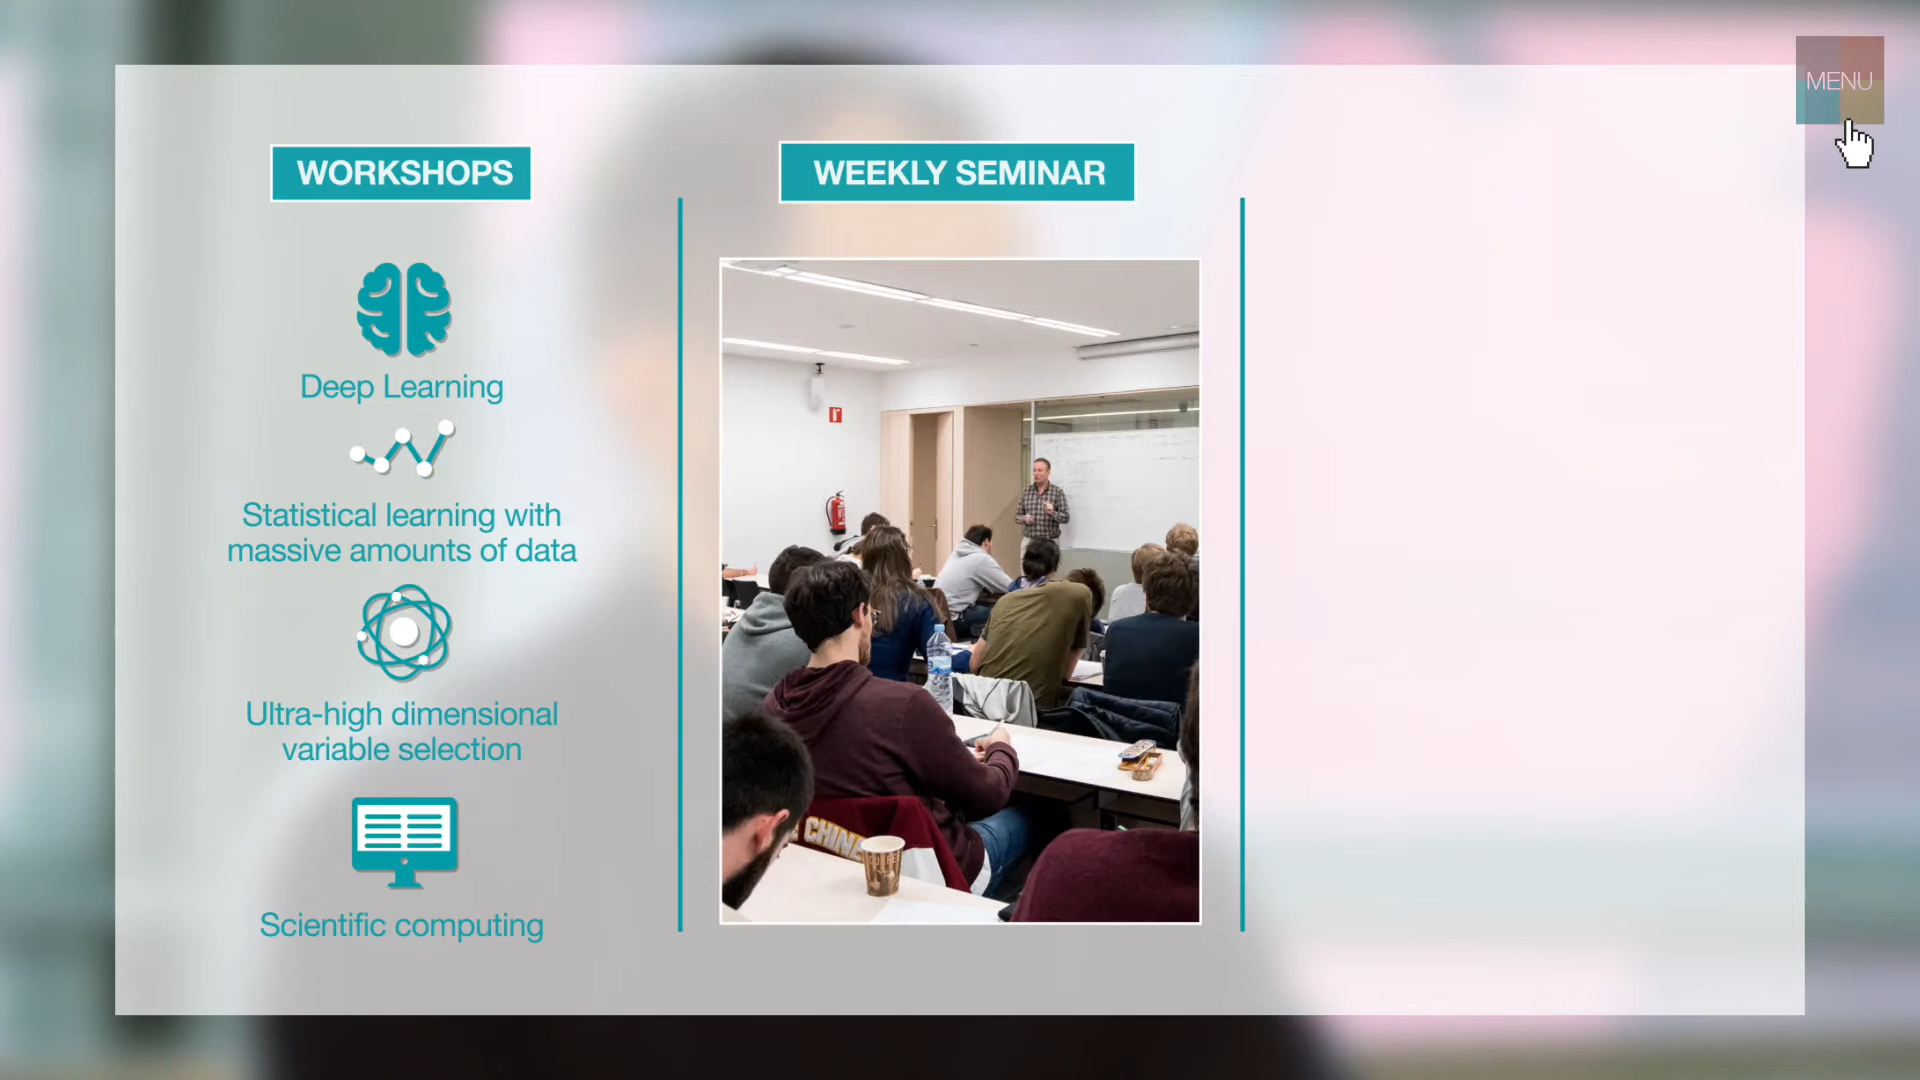 MENU
WORKSHOPS
Deep Learning
Statistical learning with
massive amounts of data
Ultra-high dimensional
variable selection
Scientific computing
WEEKLY SEMINAR
CHINE